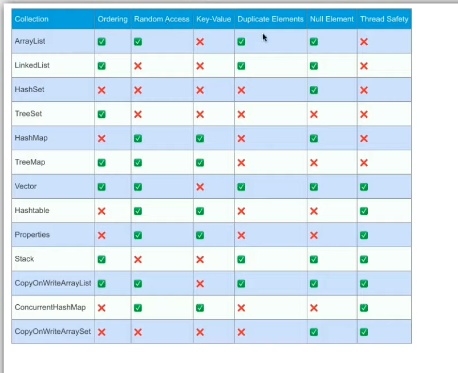 Collection Ordering Random Access Key-Value Duplicate Elements Null Element Thread Safety
ArrayList ✅ ✅ ❌ ✅ ✅ ❌
LinkedList ✅ ❌ ❌ ✅ ✅ ❌
HashSet ❌ ❌ ❌ ❌ ✅ ❌
TreeSet ✅ ❌ ❌ ❌ ❌ ❌
HashMap ❌ ✅ ✅ ❌ ✅ ❌
TreeMap ✅ ✅ ✅ ❌ ❌ ❌
Vector ✅ ✅ ❌ ✅ ✅ ✅
Hashtable ❌ ✅ ✅ ❌ ❌ ✅
Properties ❌ ✅ ✅ ❌ ❌ ✅
Stack ✅ ❌ ❌ ✅ ✅ ✅
CopyOnWriteArrayList ✅ ✅ ❌ ✅ ✅ ✅
ConcurrentHashMap ❌ ✅ ✅ ❌ ❌ ✅
CopyOnWriteArraySet ❌ ❌ ❌ ❌ ✅ ✅